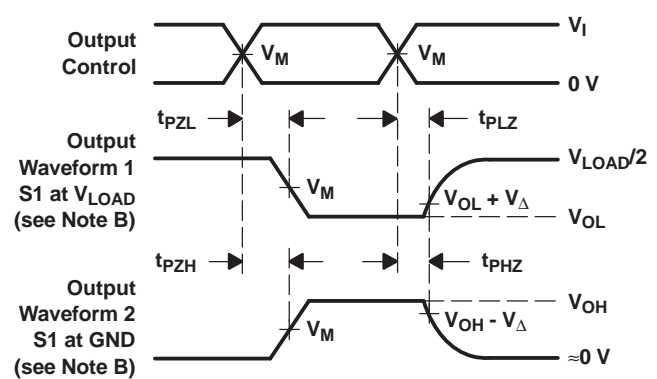 Output
Control
V_M
V_M
V_I
0 V
t_PZL
t_PLZ
Output
Waveform 1
S1 at V_LOAD
(see Note B)
V_M
V_OL + V_Δ
V_LOAD/2
V_OL
t_PZH
t_PHZ
Output
Waveform 2
S1 at GND
(see Note B)
V_M
V_OH - V_Δ
V_OH
≈0 V